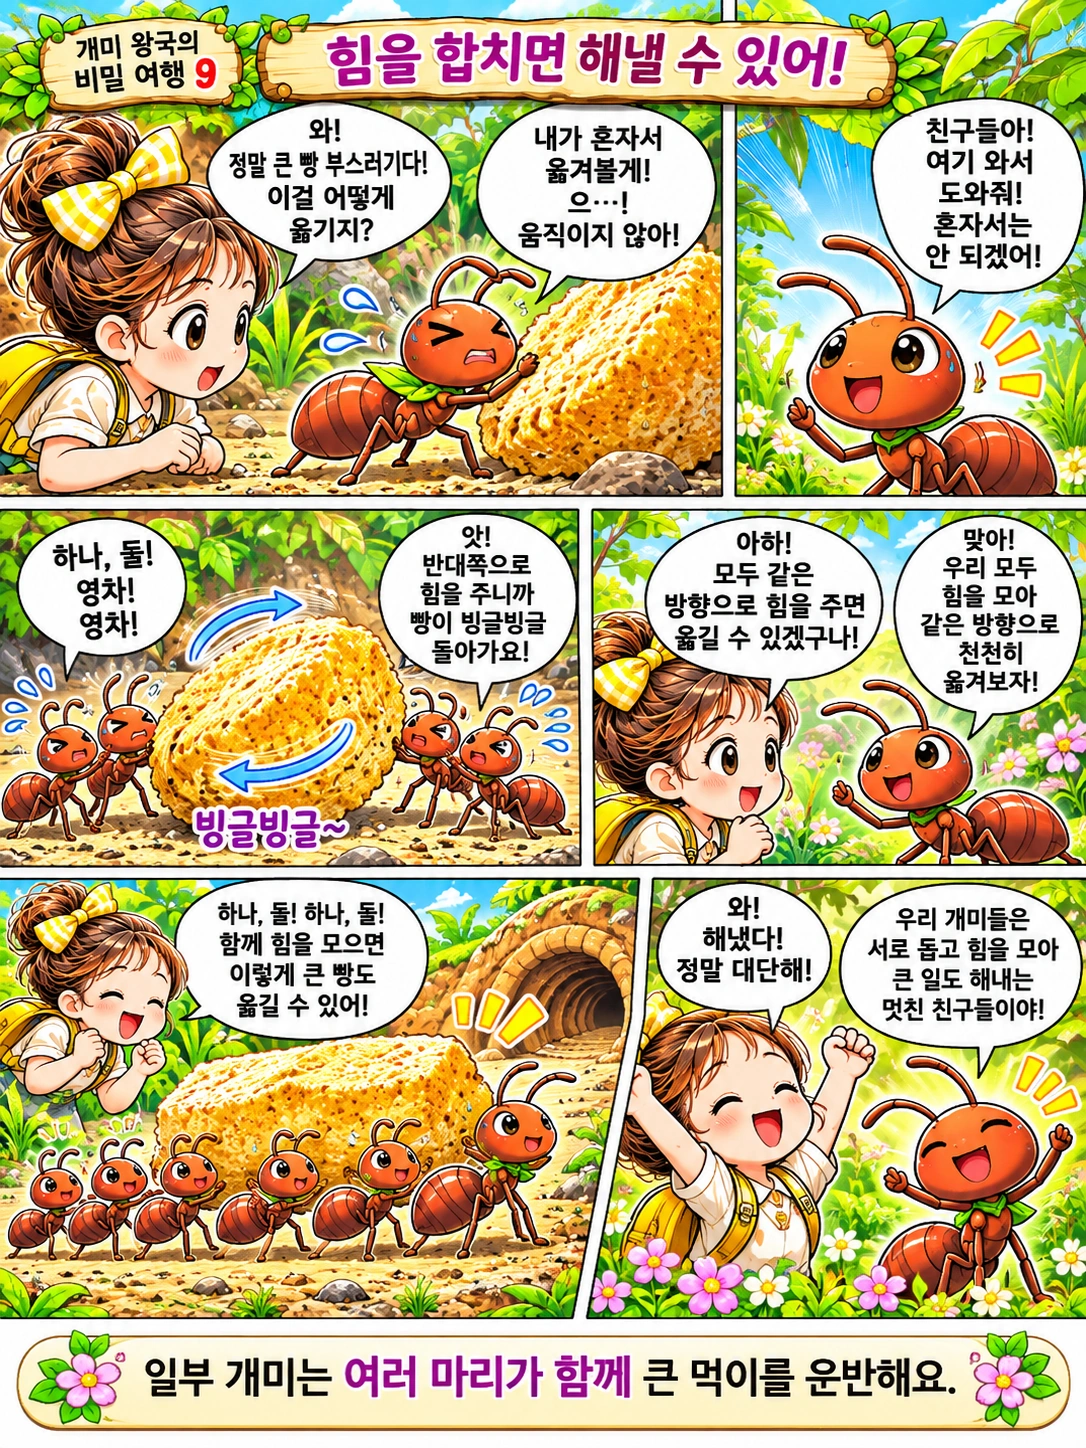 개미 왕국의
비밀 여행 9
힘을 합치면 해낼 수 있어!
와!
정말 큰 빵 부스러기다!
이걸 어떻게
옮기지?
내가 혼자서
옮겨볼게!
으…!
움직이지 않아!
친구들아!
여기 와서
도와줘!
혼자서는
안 되겠어!
하나, 둘!
영차!
영차!
앗!
반대쪽으로
힘을 주니까
빵이 빙글빙글
돌아가요!
빙글빙글~
아하!
모두 같은
방향으로 힘을 주면
옮길 수 있겠구나!
맞아!
우리 모두
힘을 모아
같은 방향으로
천천히
옮겨보자!
하나, 둘! 하나, 둘!
함께 힘을 모으면
이렇게 큰 빵도
옮길 수 있어!
와!
해냈다!
정말 대단해!
우리 개미들은
서로 돕고 힘을 모아
큰 일도 해내는
멋진 친구들이야!
일부 개미는 여러 마리가 함께 큰 먹이를 운반해요.